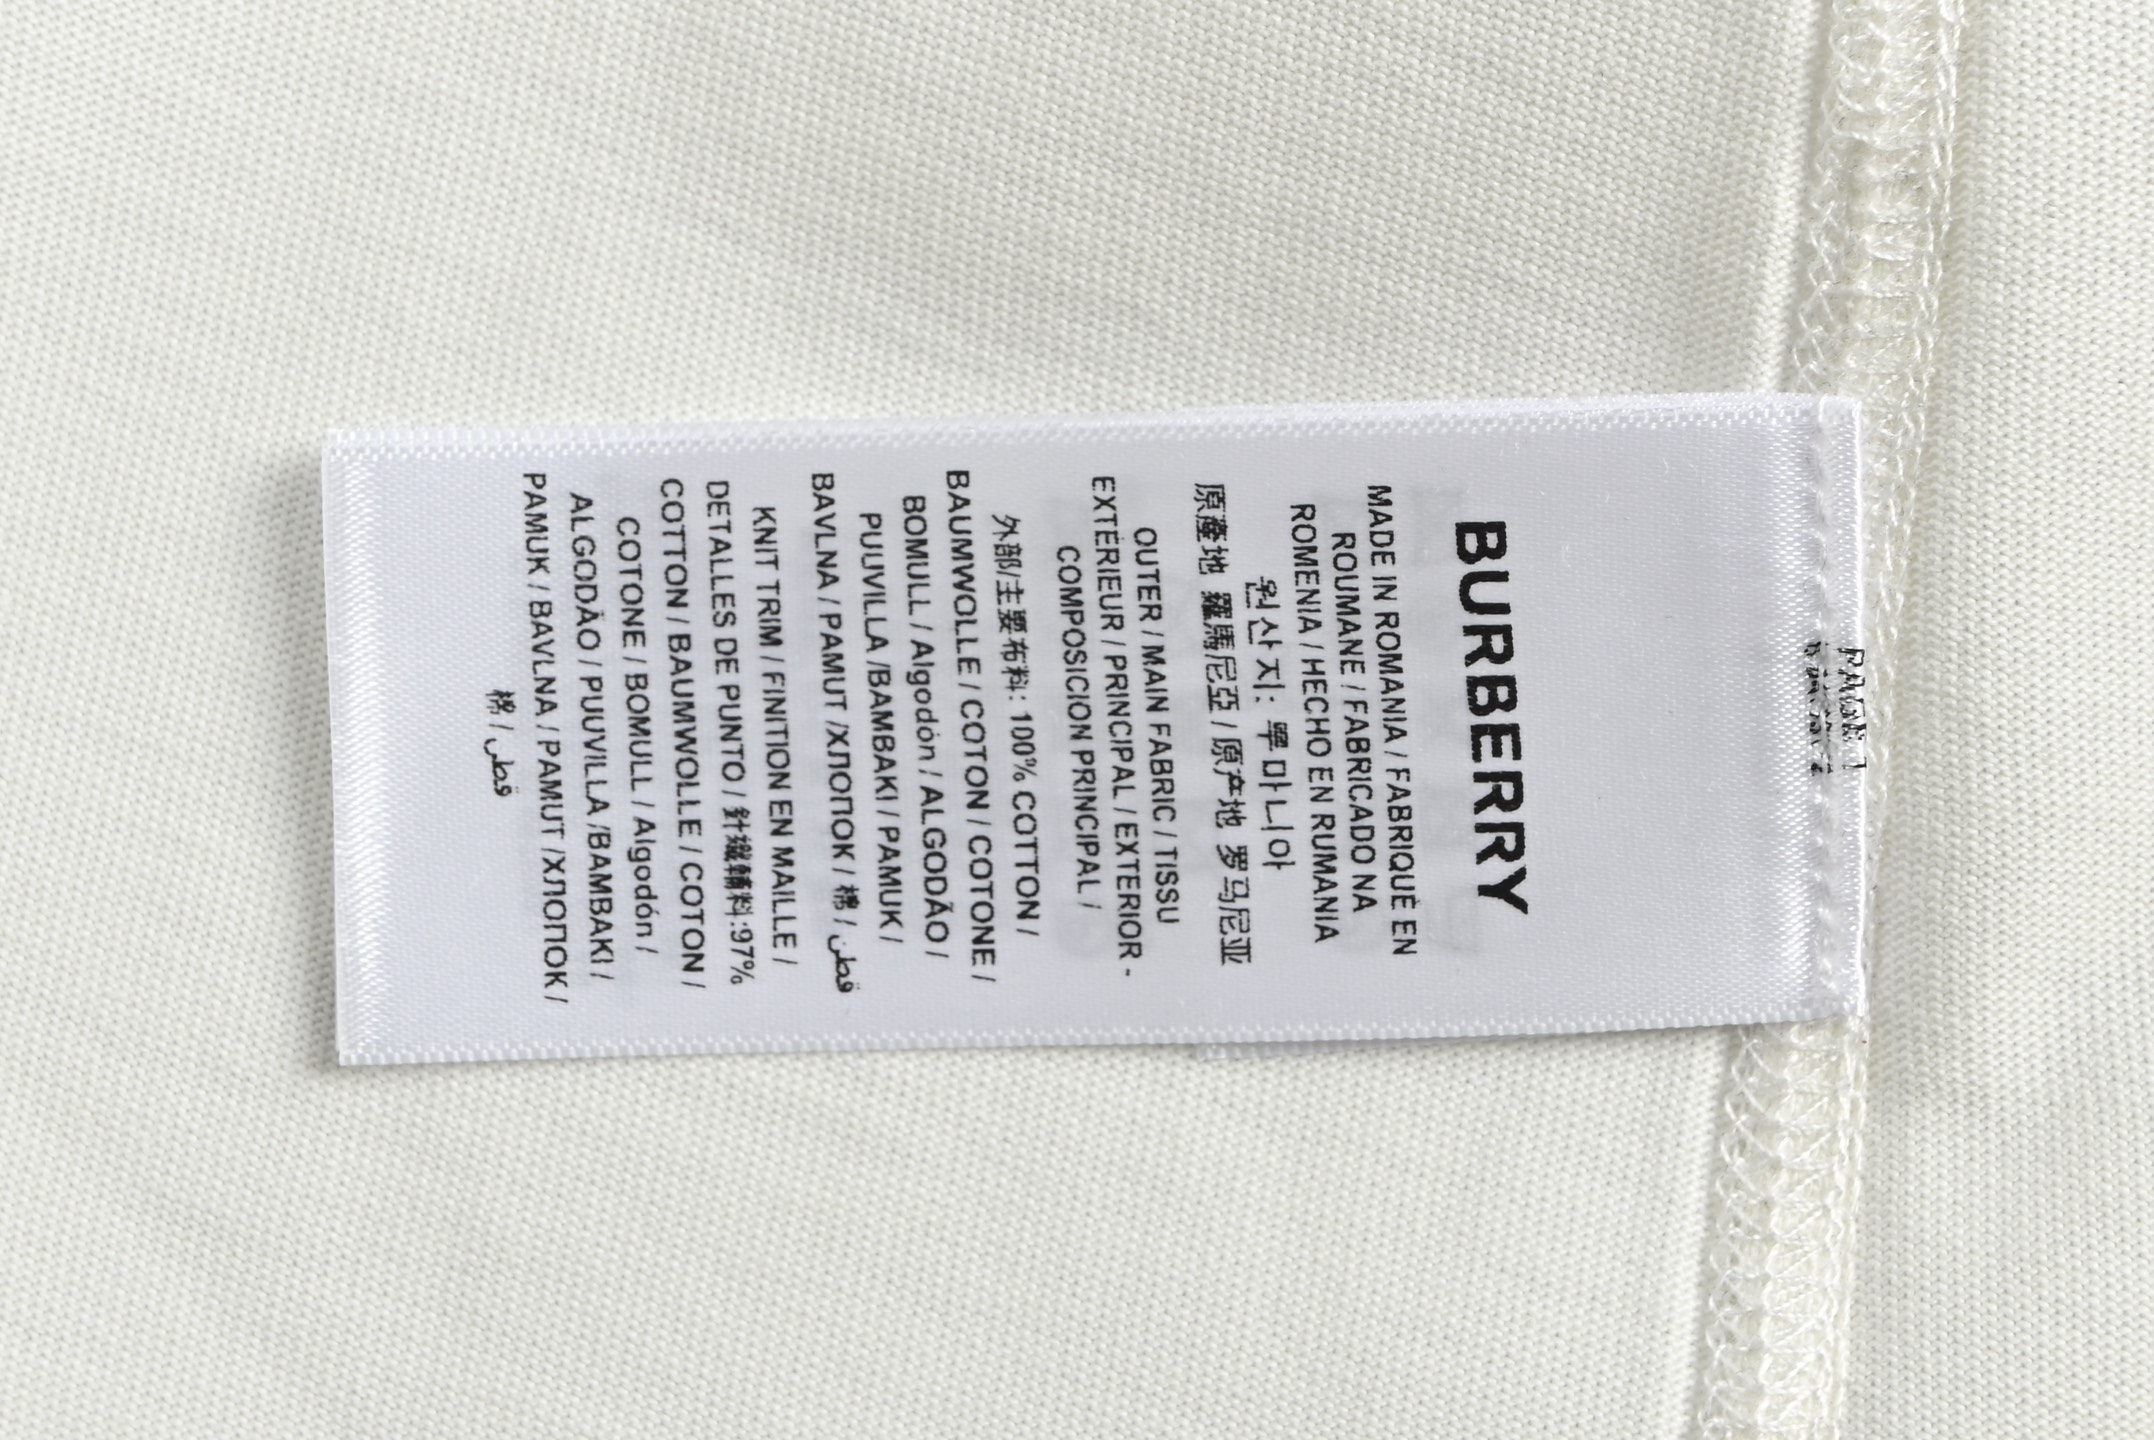 PAGE 1
BURBERRY
MADE IN ROMANIA / FABRIQUÉ EN
ROUMANE / FABRICADO NA
ROMENIA / HECHO EN RUMANIA
원산지: 루마니아
原產地 羅馬尼亞 / 原产地 罗马尼亚
OUTER / MAIN FABRIC / TISSU
EXTÉRIEUR / PRINCIPAL / EXTERIOR -
COMPOSICION PRINCIPAL /
外部/主要布料: 100% COTTON /
BAUMWOLLE / COTON / COTONE /
BOMULL / Algodón / ALGODÃO /
PUUVILLA /BAMBAKI / PAMUK /
BAVLNA / PAMUT /ХЛОПОК / 棉 / قطن
KNIT TRIM / FINITION EN MAILLE /
DETALLES DE PUNTO / 針織輔料:97%
COTTON / BAUMWOLLE / COTON /
COTONE / BOMULL / Algodón /
ALGODÃO / PUUVILLA /BAMBAKI /
PAMUK / BAVLNA / PAMUT /ХЛОПОК /
棉 / قطن